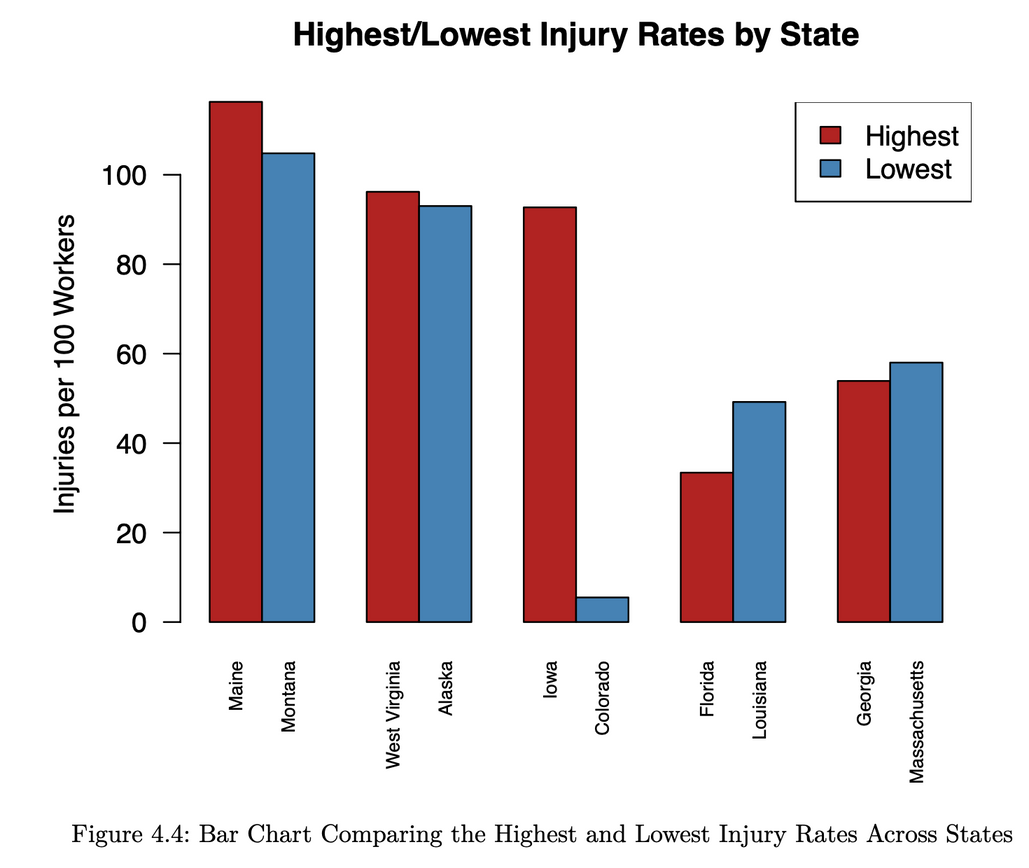 Highest/Lowest Injury Rates by State
Highest
Lowest
Injuries per 100 Workers
100
80
60
40
20
0
Maine
Montana
West Virginia
Alaska
Iowa
Colorado
Florida
Louisiana
Georgia
Massachusetts
Figure 4.4: Bar Chart Comparing the Highest and Lowest Injury Rates Across States